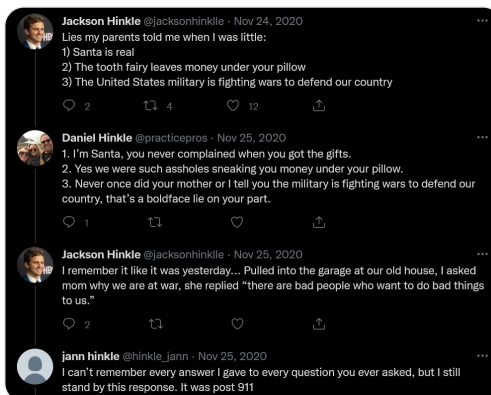 Jackson Hinkle @jacksonhinklle · Nov 24, 2020
Lies my parents told me when I was little:
1) Santa is real
2) The tooth fairy leaves money under your pillow
3) The United States military is fighting wars to defend our country
2 4 12
Daniel Hinkle @practicepros · Nov 25, 2020
1. I'm Santa, you never complained when you got the gifts.
2. Yes we were such assholes sneaking you money under your pillow.
3. Never once did your mother or I tell you the military is fighting wars to defend our
country, that's a boldface lie on your part.
1
Jackson Hinkle @jacksonhinklle · Nov 25, 2020
I remember it like it was yesterday... Pulled into the garage at our old house, I asked
mom why we are at war, she replied "there are bad people who want to do bad things
to us."
2
jann hinkle @hinkle_jann · Nov 25, 2020
I can't remember every answer I gave to every question you ever asked, but I still
stand by this response. It was post 911